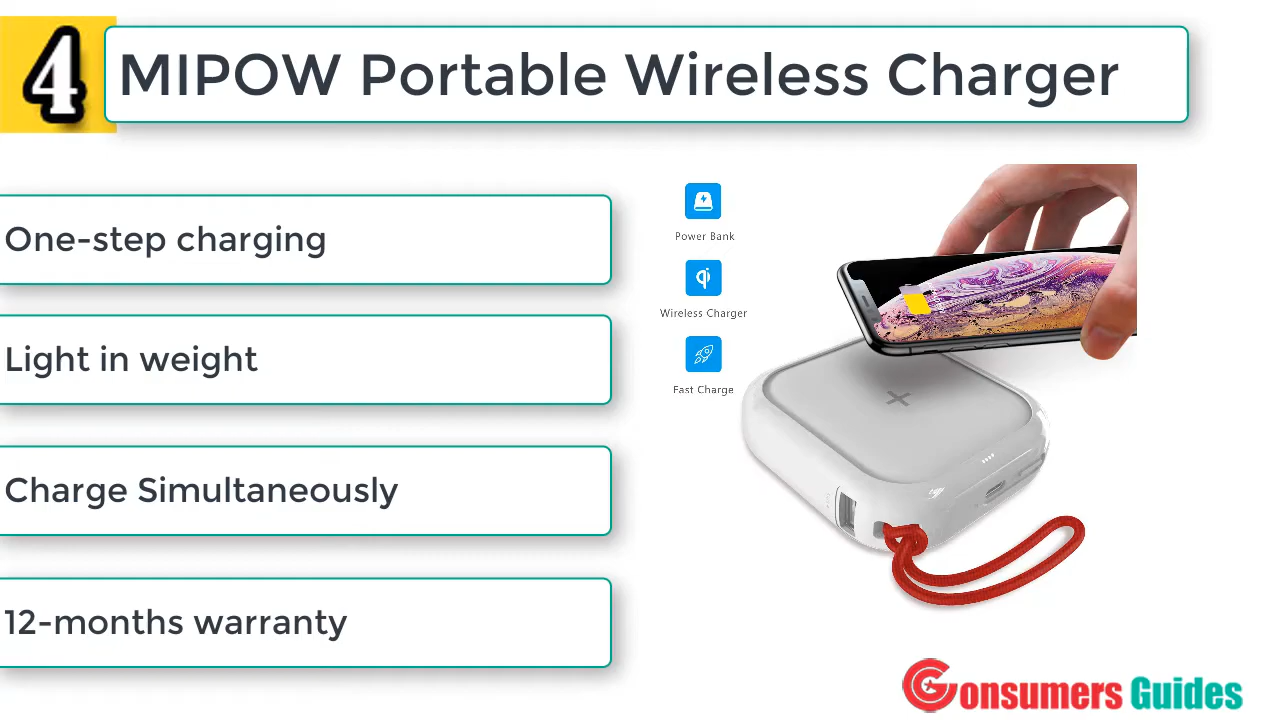 4
MIPOW Portable Wireless Charger
One-step charging
Light in weight
Charge Simultaneously
12-months warranty
Power Bank
Wireless Charger
Fast Charge
Consumers Guides